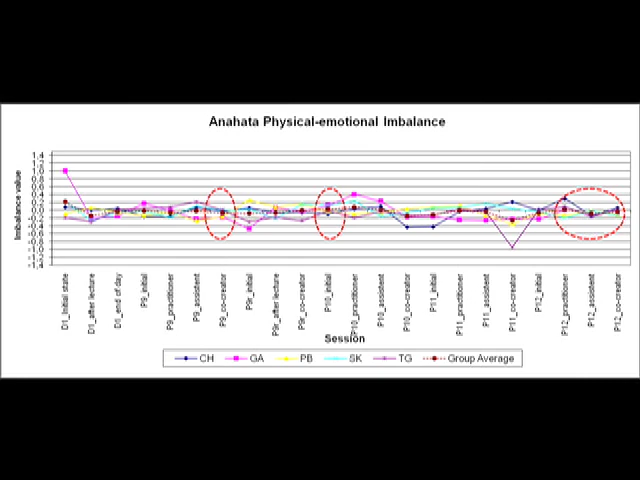 Anahata Physical-emotional Imbalance
Imbalance value
1,4
1,2
1,0
0,8
0,6
0,4
0,2
0,0
-0,2
-0,4
-0,6
-0,8
-1,0
-1,2
-1,4
D1_initial state
D1_after lecture
D1_end of day
P9_initial
P9_practitioner
P9_assistent
P9_co-creator
P9r_initial
P9r_after lecture
P9r_co-creator
P10_initial
P10_practitioner
P10_assistent
P10_co-creator
P11_initial
P11_practitioner
P11_assistent
P11_co-creator
P12_initial
P12_practitioner
P12_assistent
P12_co-creator
Session
CH GA PB SK TG Group Average